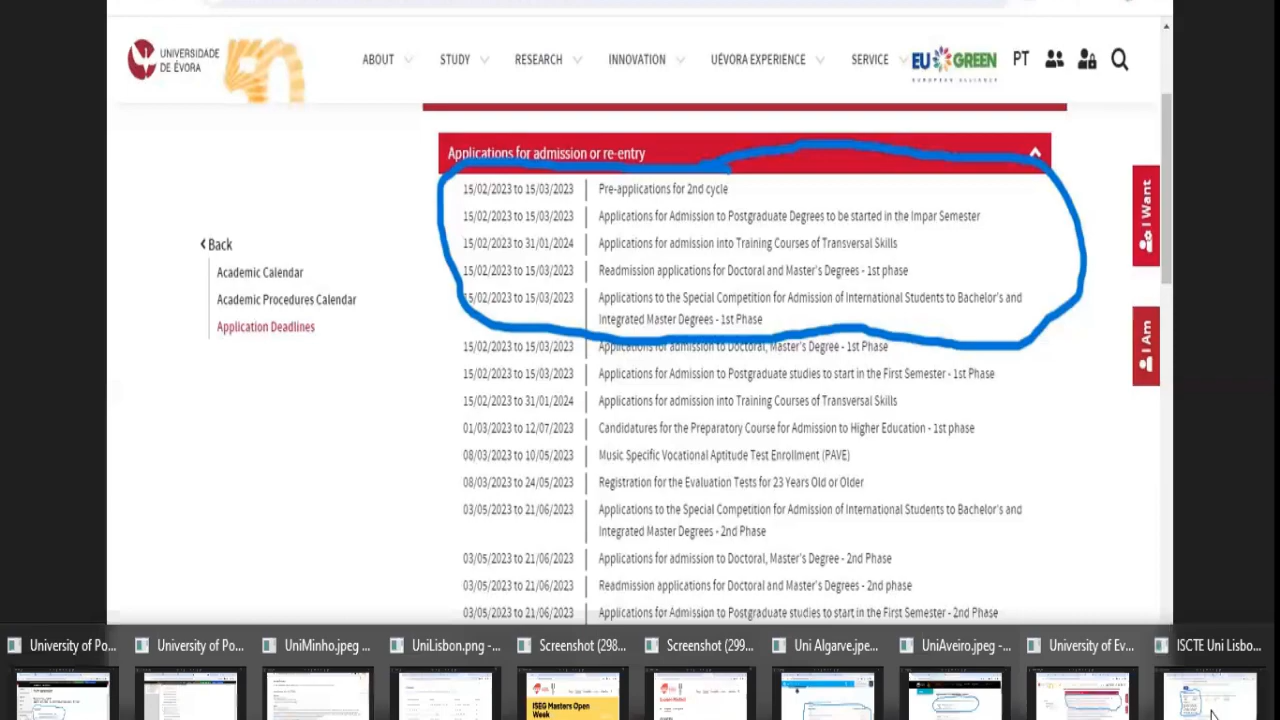 UNIVERSIDADE
DE ÉVORA
ABOUT
STUDY
RESEARCH
INNOVATION
UÉVORA EXPERIENCE
SERVICE
EU GREEN
EUROPEAN ALLIANCE
PT
Applications for admission or re-entry
15/02/2023 to 15/03/2023 Pre-applications for 2nd cycle
15/02/2023 to 15/03/2023 Applications for Admission to Postgraduate Degrees to be started in the Impar Semester
15/02/2023 to 31/01/2024 Applications for admission into Training Courses of Transversal Skills
15/02/2023 to 15/03/2023 Readmission applications for Doctoral and Master's Degrees - 1st phase
15/02/2023 to 15/03/2023 Applications to the Special Competition for Admission of International Students to Bachelor's and
Integrated Master Degrees - 1st Phase
15/02/2023 to 15/03/2023 Applications for admission to Doctoral, Master's Degree - 1st Phase
15/02/2023 to 15/03/2023 Applications for Admission to Postgraduate studies to start in the First Semester - 1st Phase
15/02/2023 to 31/01/2024 Applications for admission into Training Courses of Transversal Skills
01/03/2023 to 12/07/2023 Candidatures for the Preparatory Course for Admission to Higher Education - 1st phase
08/03/2023 to 10/05/2023 Music Specific Vocational Aptitude Test Enrollment (PAVE)
08/03/2023 to 24/05/2023 Registration for the Evaluation Tests for 23 Years Old or Older
03/05/2023 to 21/06/2023 Applications to the Special Competition for Admission of International Students to Bachelor's and
Integrated Master Degrees - 2nd Phase
03/05/2023 to 21/06/2023 Applications for admission to Doctoral, Master's Degree - 2nd Phase
03/05/2023 to 21/06/2023 Readmission applications for Doctoral and Master's Degrees - 2nd phase
03/05/2023 to 21/06/2023 Applications for Admission to Postgraduate studies to start in the First Semester - 2nd Phase
Back
Academic Calendar
Academic Procedures Calendar
Application Deadlines
I Want
I Am
University of Po...
University of Po...
UniMinho.jpeg ...
UniLisbon.png -...
Screenshot (298...
Screenshot (299...
Uni Algarve.jpe...
UniAveiro.jpeg -...
University of Ev...
ISCTE Uni Lisbo...
ISEG Masters Open
Week